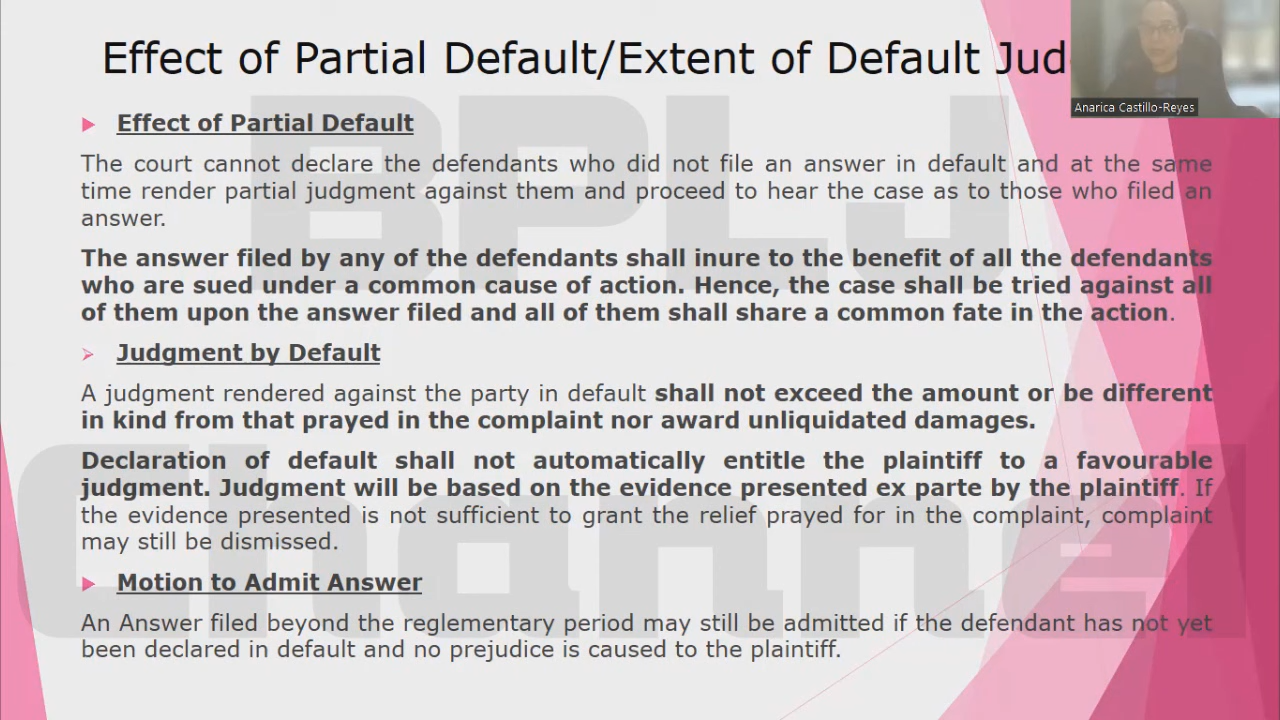 Effect of Partial Default/Extent of Default Jud
Anarica Castillo-Reyes
Effect of Partial Default
The court cannot declare the defendants who did not file an answer in default and at the same
time render partial judgment against them and proceed to hear the case as to those who filed an
answer.
The answer filed by any of the defendants shall inure to the benefit of all the defendants
who are sued under a common cause of action. Hence, the case shall be tried against all
of them upon the answer filed and all of them shall share a common fate in the action.
Judgment by Default
A judgment rendered against the party in default shall not exceed the amount or be different
in kind from that prayed in the complaint nor award unliquidated damages.
Declaration of default shall not automatically entitle the plaintiff to a favourable
judgment. Judgment will be based on the evidence presented ex parte by the plaintiff. If
the evidence presented is not sufficient to grant the relief prayed for in the complaint, complaint
may still be dismissed.
Motion to Admit Answer
An Answer filed beyond the reglementary period may still be admitted if the defendant has not yet
been declared in default and no prejudice is caused to the plaintiff.
BPLJ
Channel